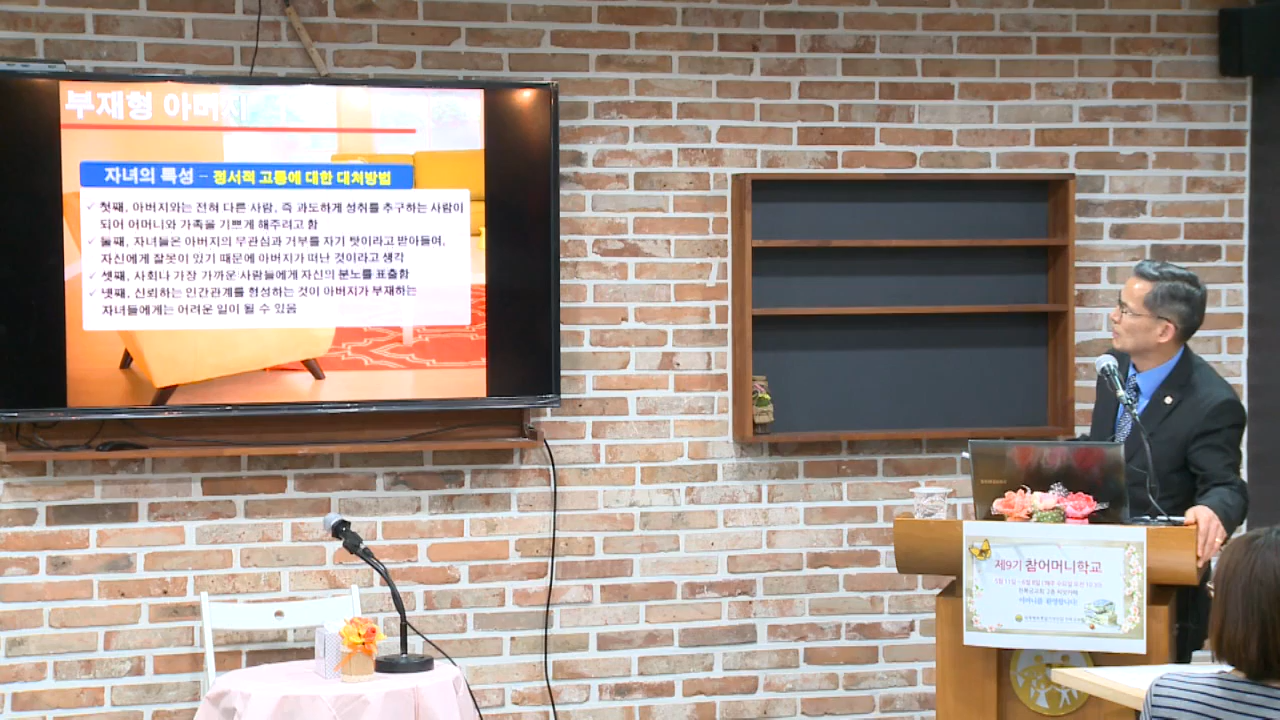 부재형 아버지
자녀의 특성 - 정서적 고통에 대한 대처방법
✓ 첫째, 아버지와는 전혀 다른 사람, 즉 과도하게 성취를 추구하는 사람이
되어 어머니와 가족을 기쁘게 해주려고 함
✓ 둘째, 자녀들은 아버지의 무관심과 거부를 자기 탓이라고 받아들여,
자신에게 잘못이 있기 때문에 아버지가 떠난 것이라고 생각
✓ 셋째, 사회나 가장 가까운 사람들에게 자신의 분노를 표출함
✓ 넷째, 신뢰하는 인간관계를 형성하는 것이 아버지가 부재하는
자녀들에게는 어려운 일이 될 수 있음
제9기 참어머니학교